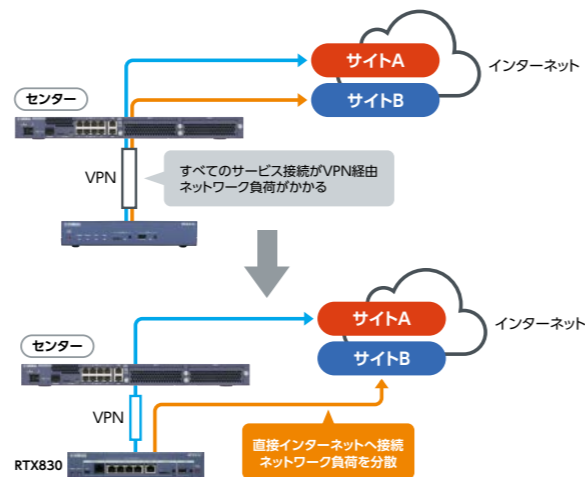 サイトA
インターネット
サイトB
センター
VPN
すべてのサービス接続がVPN経由
ネットワーク負荷がかかる
サイトA
インターネット
サイトB
センター
VPN
直接インターネットへ接続
ネットワーク負荷を分散
RTX830